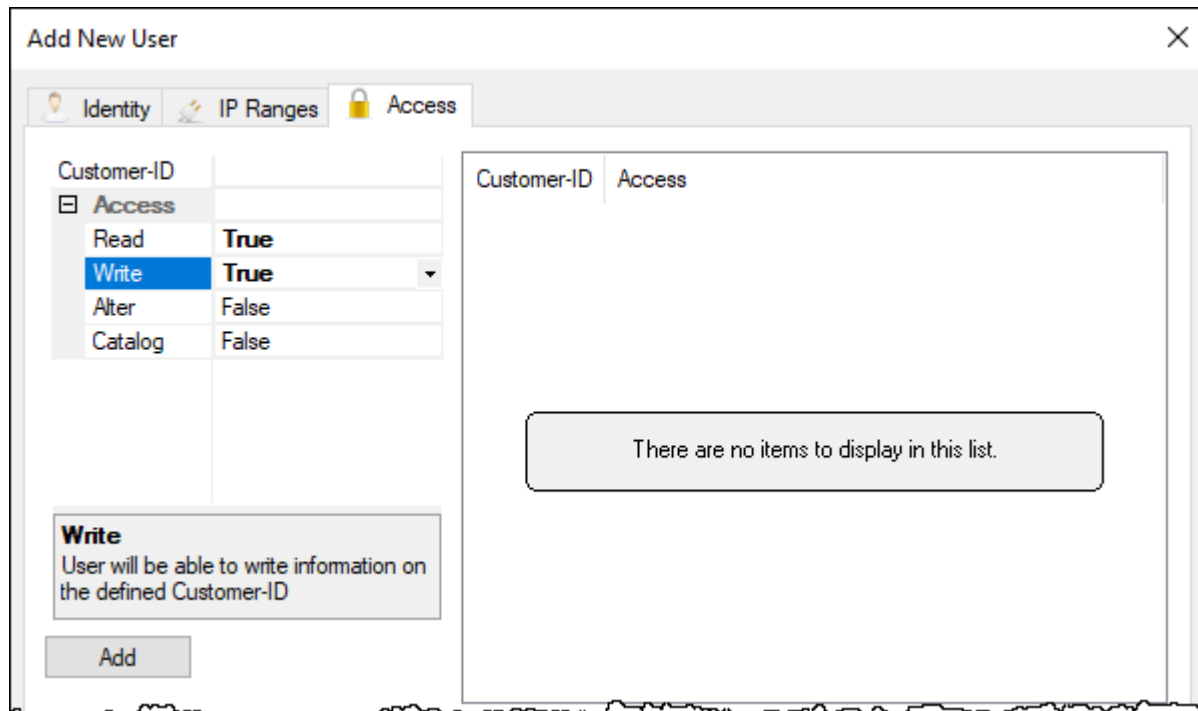 Add New User
Identity IP Ranges Access
Customer-ID
Access
Read True
Write True
Alter False
Catalog False
Write
User will be able to write information on
the defined Customer-ID
Add
Customer-ID Access
There are no items to display in this list.